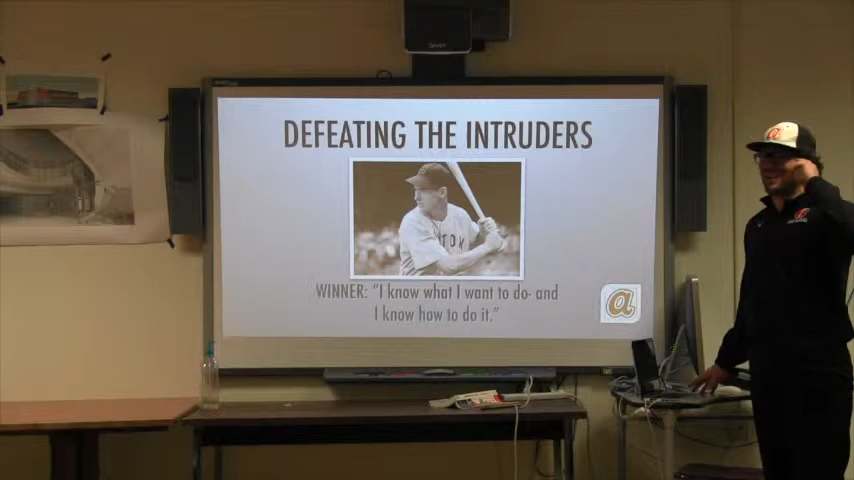 DEFEATING THE INTRUDERS
WINNER: "I know what I want to do- and
I know how to do it."
a